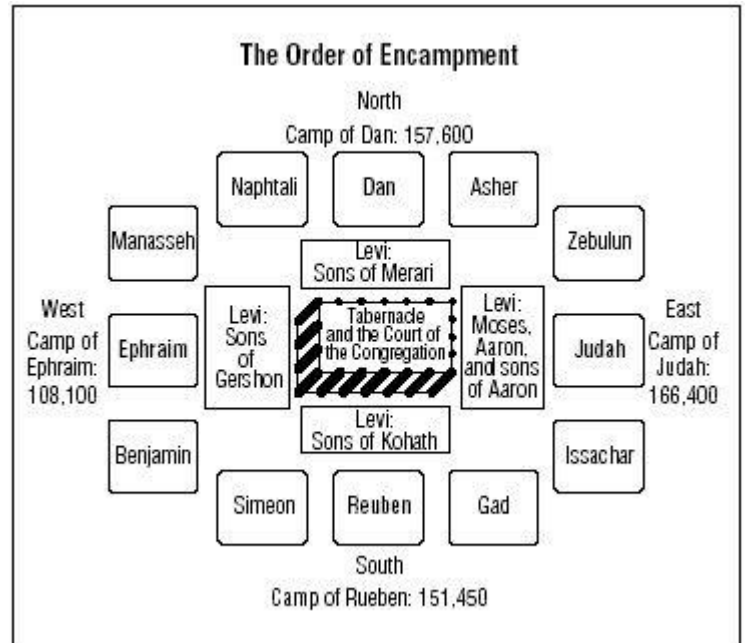 The Order of Encampment
North
Camp of Dan: 157,600
Naphtali
Dan
Asher
Manasseh
Zebulun
Levi:
Sons of Merari
West
Camp of
Ephraim:
108,100
Ephraim
Levi:
Sons
of
Gershon
Tabernacle
and the Court of
the Congregation
Levi:
Moses,
Aaron,
and sons
of Aaron
Judah
East
Camp of
Judah:
166,400
Levi:
Sons of Kohath
Benjamin
Issachar
Simeon
Reuben
Gad
South
Camp of Rueben: 151,450